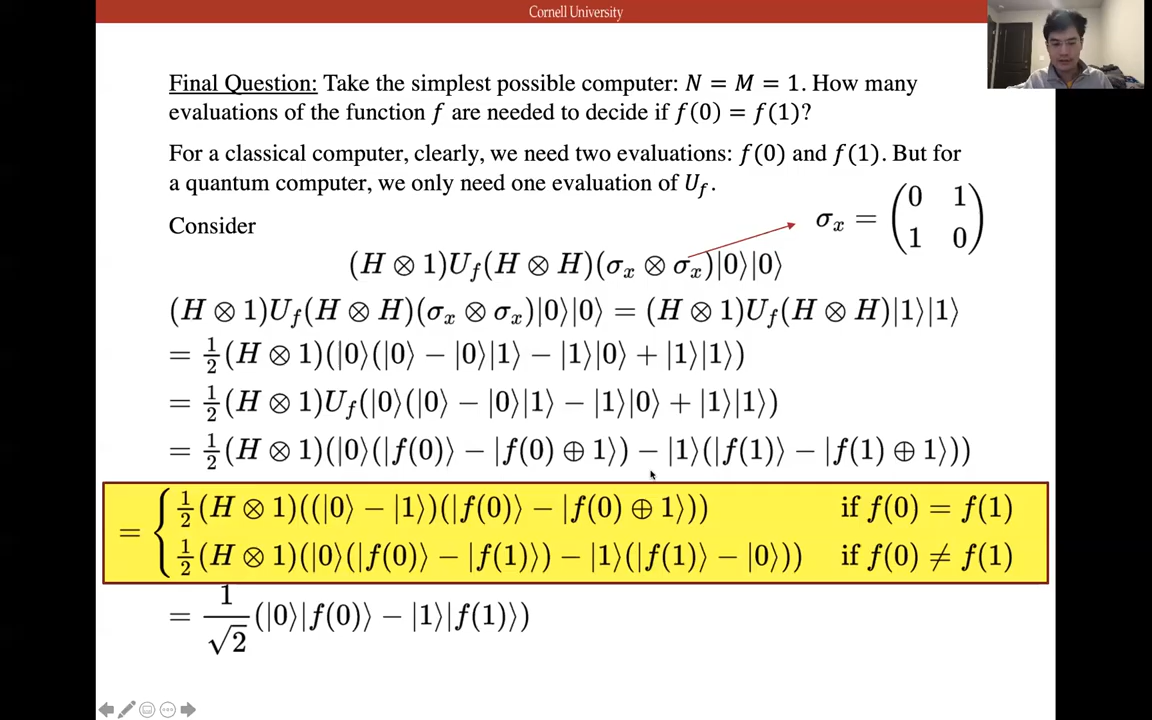 Cornell University
Final Question: Take the simplest possible computer: N = M = 1. How many
evaluations of the function f are needed to decide if f(0) = f(1)?
For a classical computer, clearly, we need two evaluations: f(0) and f(1). But for
a quantum computer, we only need one evaluation of U_f.
σ_x = (0 1
1 0)
Consider
(H ⊗ 1)U_f(H ⊗ H)(σ_x ⊗ σ_x)|0⟩|0⟩
(H ⊗ 1)U_f(H ⊗ H)(σ_x ⊗ σ_x)|0⟩|0⟩ = (H ⊗ 1)U_f(H ⊗ H)|1⟩|1⟩
= 1/2(H ⊗ 1)(|0⟩(|0⟩ − |0⟩|1⟩ − |1⟩|0⟩ + |1⟩|1⟩)
= 1/2(H ⊗ 1)U_f(|0⟩(|0⟩ − |0⟩|1⟩ − |1⟩|0⟩ + |1⟩|1⟩)
= 1/2(H ⊗ 1)(|0⟩(|f(0)⟩ − |f(0) ⊕ 1⟩) − |1⟩(|f(1)⟩ − |f(1) ⊕ 1⟩))
= { 1/2(H ⊗ 1)((|0⟩ − |1⟩)(|f(0)⟩ − |f(0) ⊕ 1⟩)) if f(0) = f(1)
1/2(H ⊗ 1)(|0⟩(|f(0)⟩ − |f(1)⟩) − |1⟩(|f(1)⟩ − |0⟩)) if f(0) ≠ f(1)
= 1/√2(|0⟩|f(0)⟩ − |1⟩|f(1)⟩)